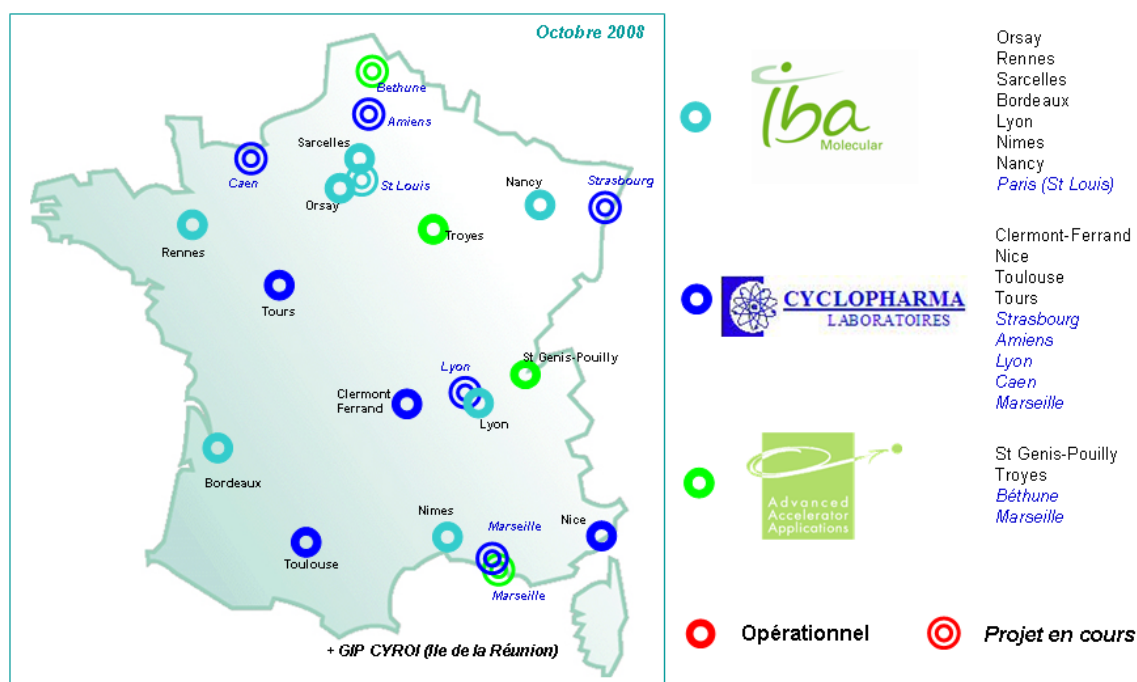 Octobre 2008
Bethune
Amiens
Sarcelles
Caen
St Louis
Orsay
Nancy
Strasbourg
Rennes
Troyes
Tours
St Genis-Pouilly
Lyon
Clermont
Ferrand
Lyon
Bordeaux
Nimes
Marseille
Nice
Toulouse
Marseille
+ GIP CYROI (Ile de la Réunion)
iba
Molecular
Orsay
Rennes
Sarcelles
Bordeaux
Lyon
Nimes
Nancy
Paris (St Louis)
CYCLOPHARMA
LABORATOIRES
Clermont-Ferrand
Nice
Toulouse
Tours
Strasbourg
Amiens
Lyon
Caen
Marseille
Advanced
Accelerator
Applications
St Genis-Pouilly
Troyes
Béthune
Marseille
Opérationnel
Projet en cours